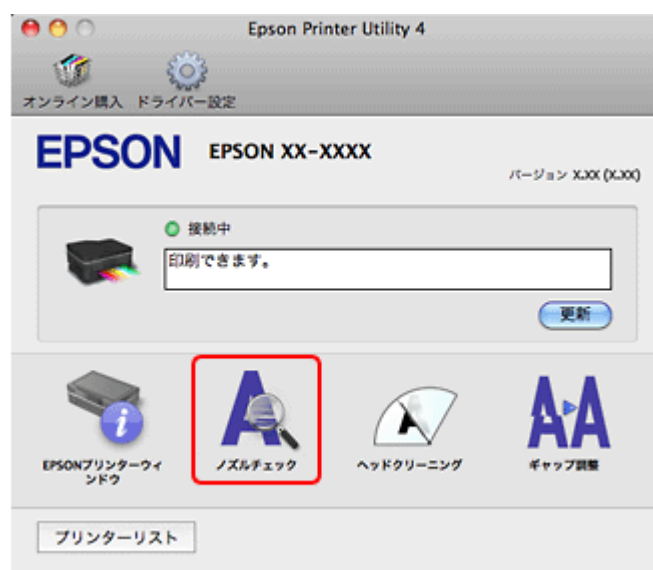 Epson Printer Utility 4
オンライン購入 ドライバー設定
EPSON EPSON XX-XXXX
バージョン X.XX (X.XX)
接続中
印刷できます。
更新
EPSONプリンターウィ
ンドウ
ノズルチェック
ヘッドクリーニング
ギャップ調整
プリンターリスト